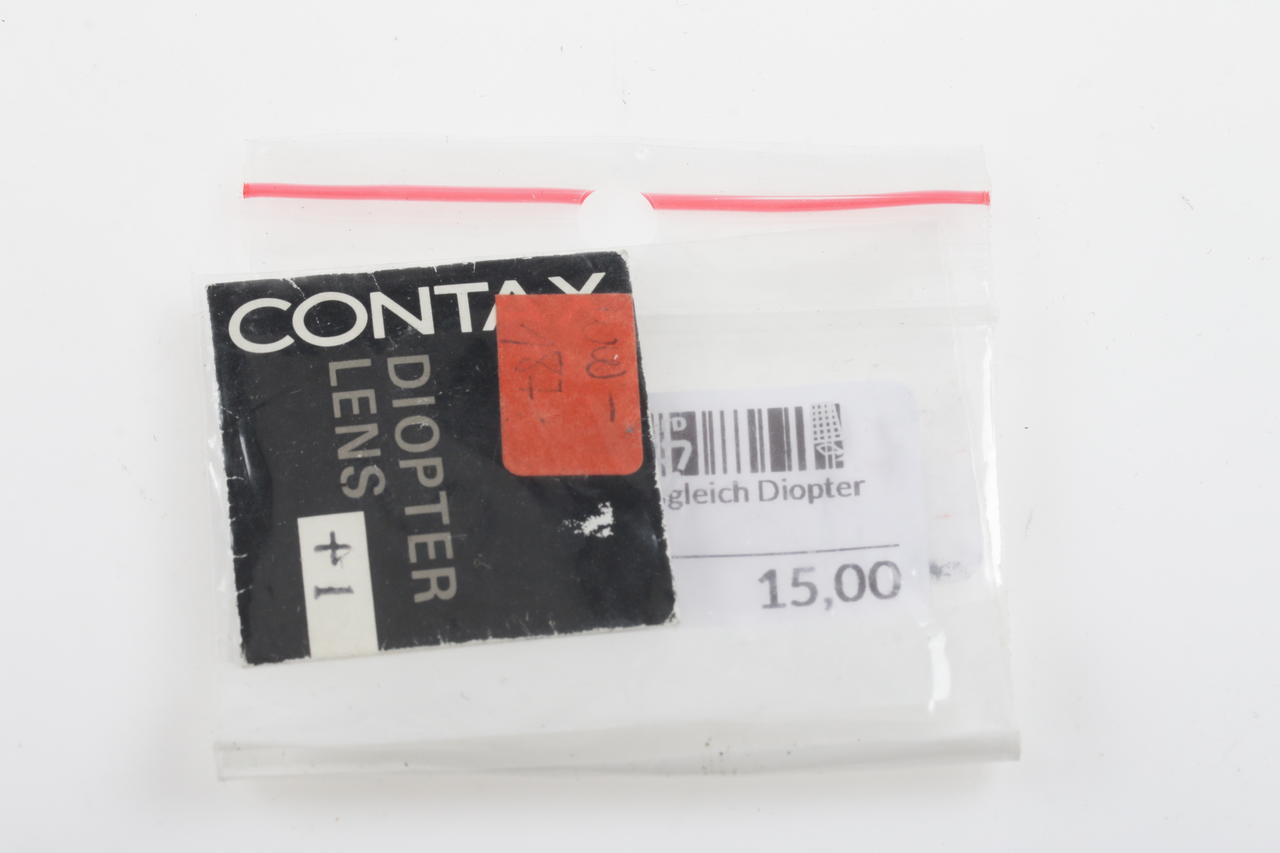 CONTAX
DIOPTER
LENS
+1
gleich Diopter
15,00